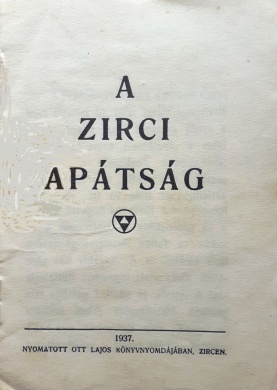 A
ZIRCI
APÁTSÁG
1937.
NYOMATOTT OTT LAJOS KÖNYVNYOMDÁJÁBAN, ZIRCEN.